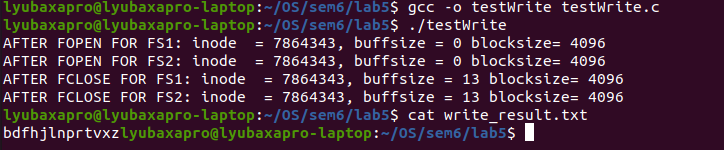 lyubaxapro@lyubaxapro-laptop:~/OS/sem6/lab5$ gcc -o testWrite testWrite.c
lyubaxapro@lyubaxapro-laptop:~/OS/sem6/lab5$ ./testWrite
AFTER FOPEN FOR FS1: inode  = 7864343, buffsize = 0 blocksize= 4096
AFTER FOPEN FOR FS2: inode  = 7864343, buffsize = 0 blocksize= 4096
AFTER FCLOSE FOR FS1: inode  = 7864343, buffsize = 13 blocksize= 4096
AFTER FCLOSE FOR FS2: inode  = 7864343, buffsize = 13 blocksize= 4096
lyubaxapro@lyubaxapro-laptop:~/OS/sem6/lab5$ cat write_result.txt
bdfhjlnprtvxzlyubaxapro@lyubaxapro-laptop:~/OS/sem6/lab5$